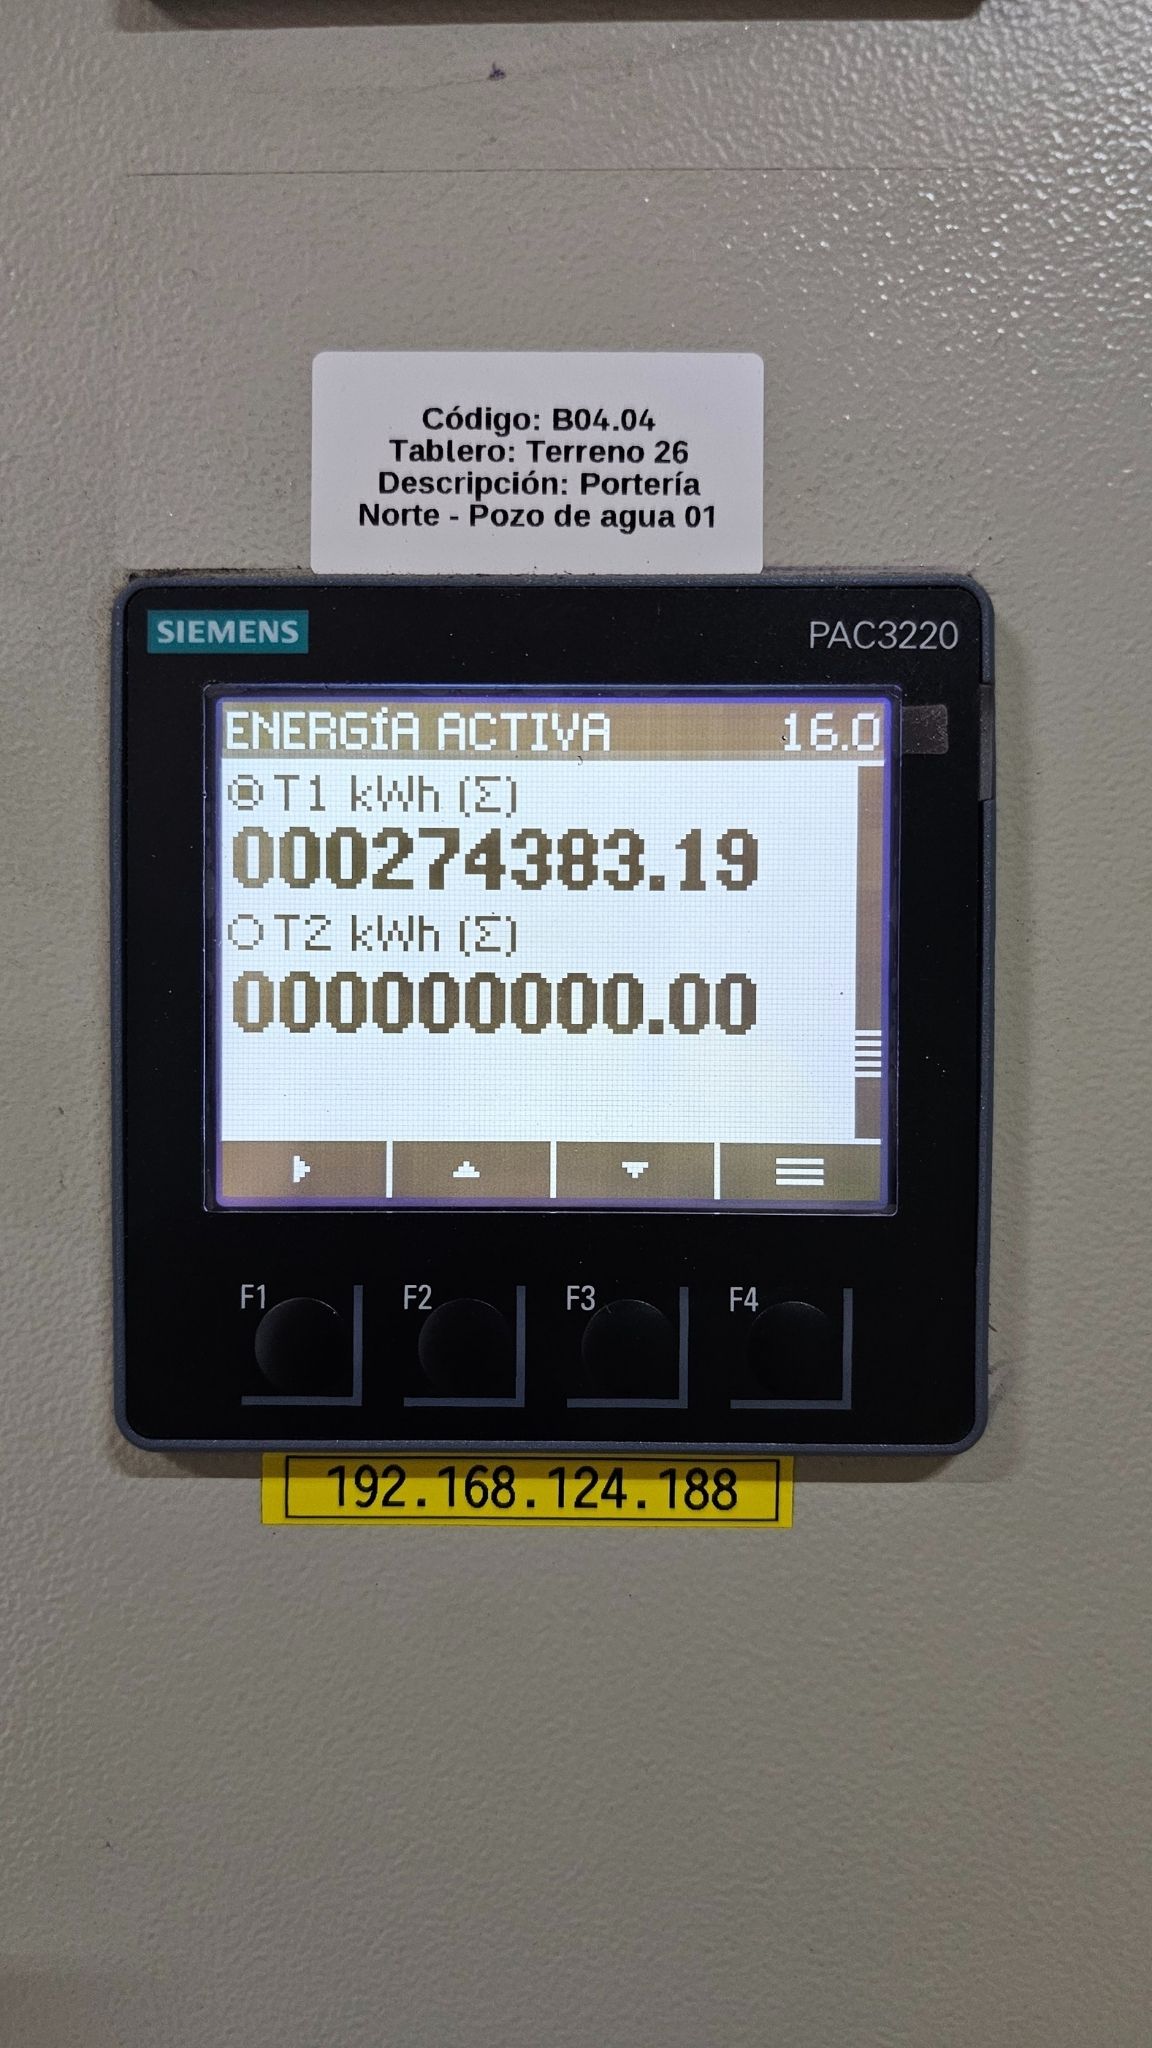 Código: B04.04
Tablero: Terreno 26
Descripción: Portería
Norte - Pozo de agua 01
SIEMENS
PAC3220
ENERGÍA ACTIVA 16.0
T1 kWh (Σ)
000274383.19
T2 kWh (Σ)
000000000.00
F1 F2 F3 F4
192.168.124.188